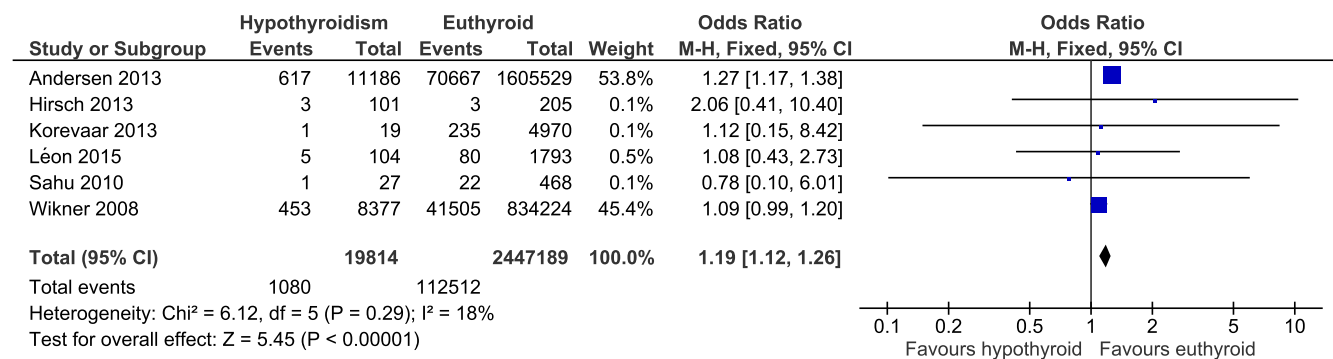 Hypothyroidism Euthyroid Odds Ratio Odds Ratio
Study or Subgroup Events Total Events Total Weight M-H, Fixed, 95% CI M-H, Fixed, 95% CI
Andersen 2013 617 11186 70667 1605529 53.8% 1.27 [1.17, 1.38]
Hirsch 2013 3 101 3 205 0.1% 2.06 [0.41, 10.40]
Korevaar 2013 1 19 235 4970 0.1% 1.12 [0.15, 8.42]
Léon 2015 5 104 80 1793 0.5% 1.08 [0.43, 2.73]
Sahu 2010 1 27 22 468 0.1% 0.78 [0.10, 6.01]
Wikner 2008 453 8377 41505 834224 45.4% 1.09 [0.99, 1.20]
Total (95% CI) 19814 2447189 100.0% 1.19 [1.12, 1.26]
Total events 1080 112512
Heterogeneity: Chi² = 6.12, df = 5 (P = 0.29); I² = 18%
Test for overall effect: Z = 5.45 (P < 0.00001)
0.1 0.2 0.5 1 2 5 10
Favours hypothyroid Favours euthyroid